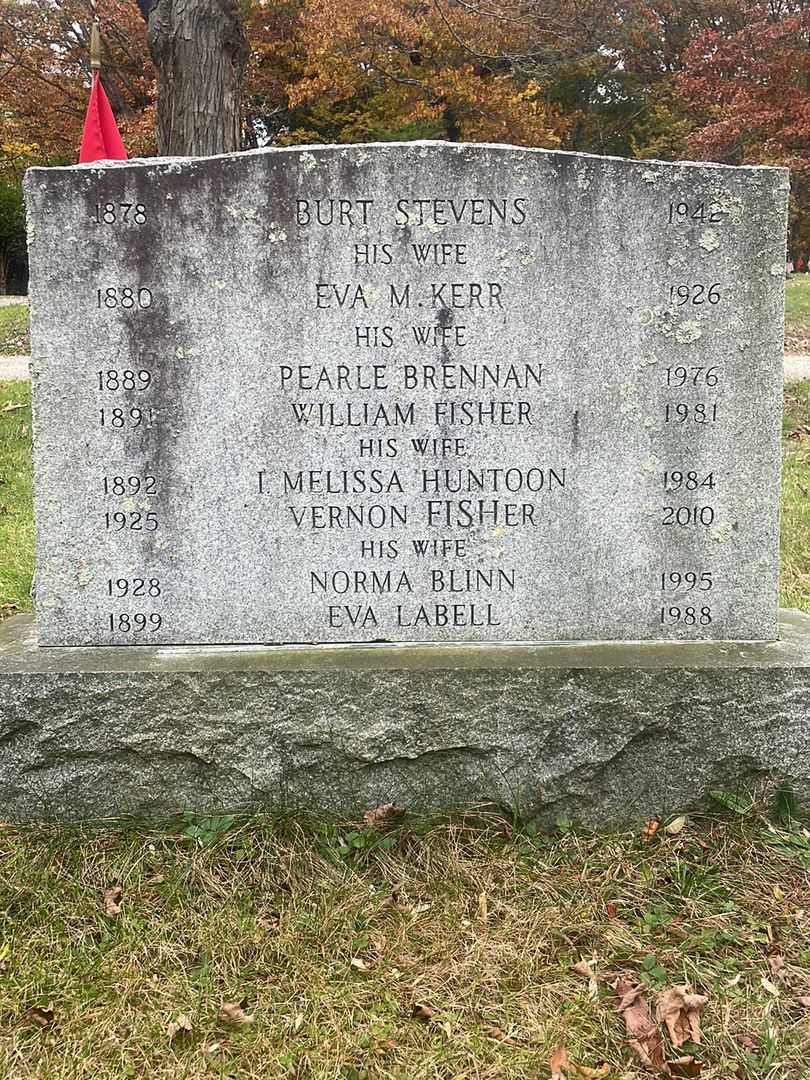 1878 BURT STEVENS 1942
HIS WIFE
1880 EVA M. KERR 1926
HIS WIFE
1889 PEARLE BRENNAN 1976
1891 WILLIAM FISHER 1981
HIS WIFE
1892 I. MELISSA HUNTOON 1984
1925 VERNON FISHER 2010
HIS WIFE
1928 NORMA BLINN 1995
1899 EVA LABELL 1988